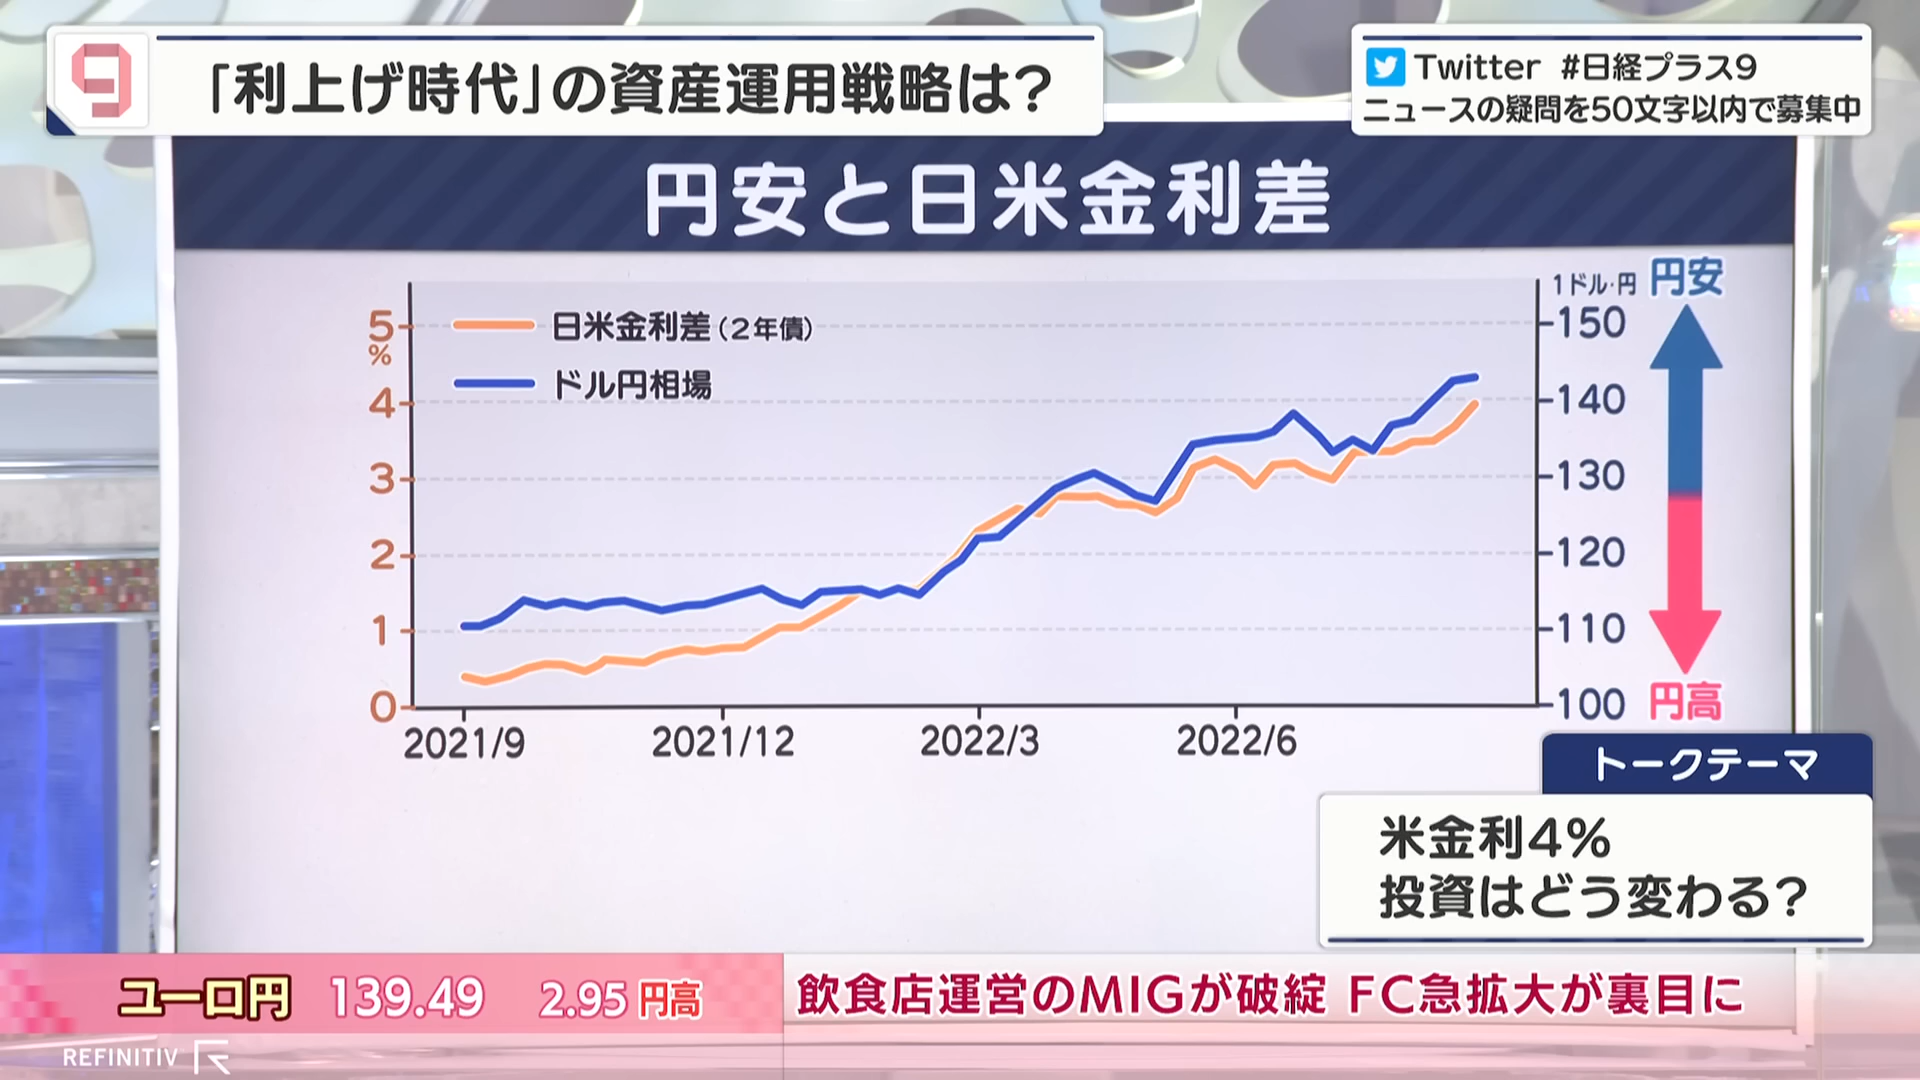 9
「利上げ時代」の資産運用戦略は？
Twitter #日経プラス9
ニュースの疑問を50文字以内で募集中
円安と日米金利差
日米金利差（2年債）
ドル円相場
5
%
4
3
2
1
0
1ドル・円
150
140
130
120
110
100
円安
円高
2021/9
2021/12
2022/3
2022/6
トークテーマ
米金利4%
投資はどう変わる？
ユーロ円 139.49 2.95 円高
飲食店運営のMIGが破綻 FC急拡大が裏目に
REFINITIV